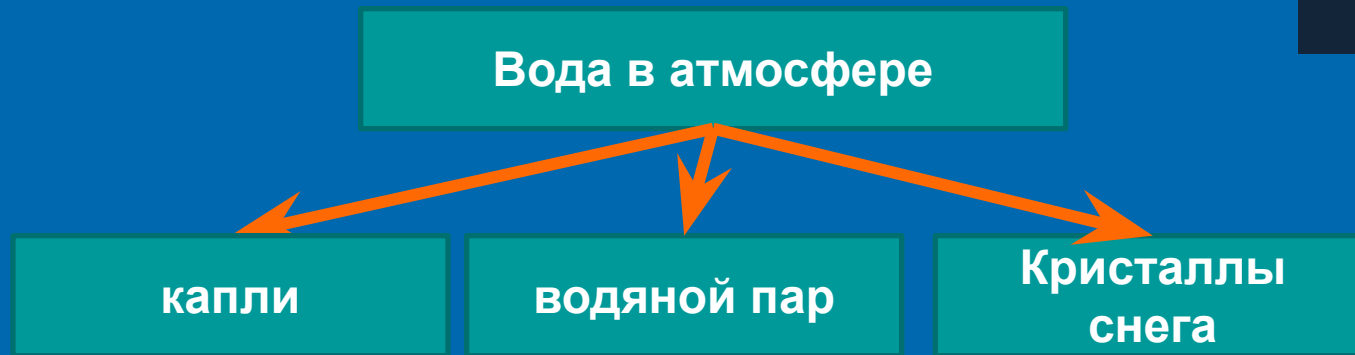 Вода в атмосфере
капли
водяной пар
Кристаллы
снега